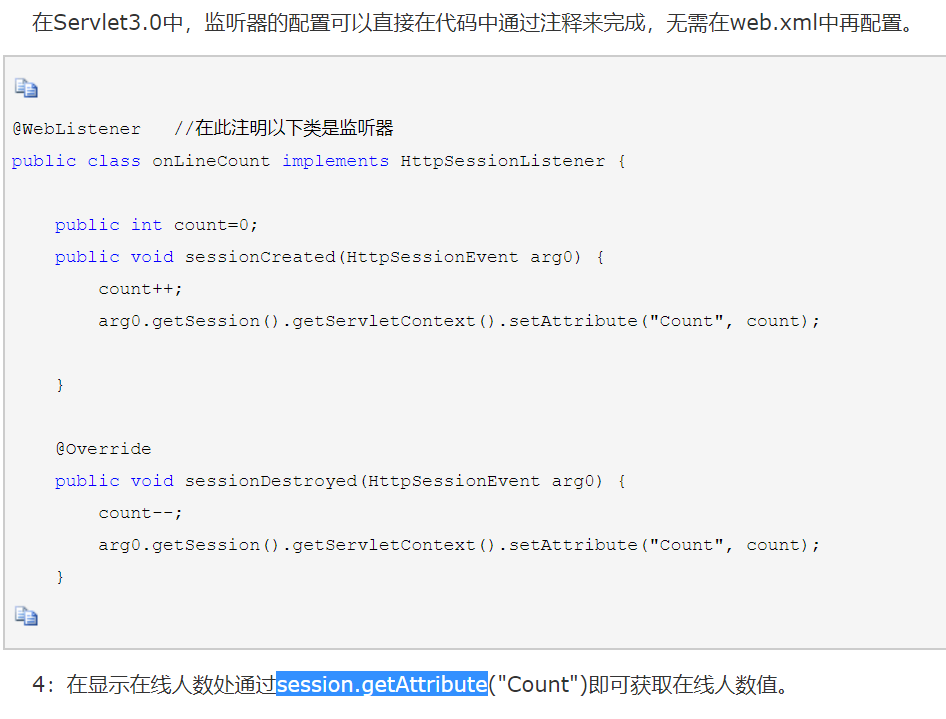 在Servlet3.0中，监听器的配置可以直接在代码中通过注释来完成，无需在web.xml中再配置。
@WebListener   //在此注明以下类是监听器
public class onLineCount implements HttpSessionListener {
    public int count=0;
    public void sessionCreated(HttpSessionEvent arg0) {
        count++;
        arg0.getSession().getServletContext().setAttribute("Count", count);
    }
    @Override
    public void sessionDestroyed(HttpSessionEvent arg0) {
        count--;
        arg0.getSession().getServletContext().setAttribute("Count", count);
    }
4：在显示在线人数处通过session.getAttribute("Count")即可获取在线人数值。